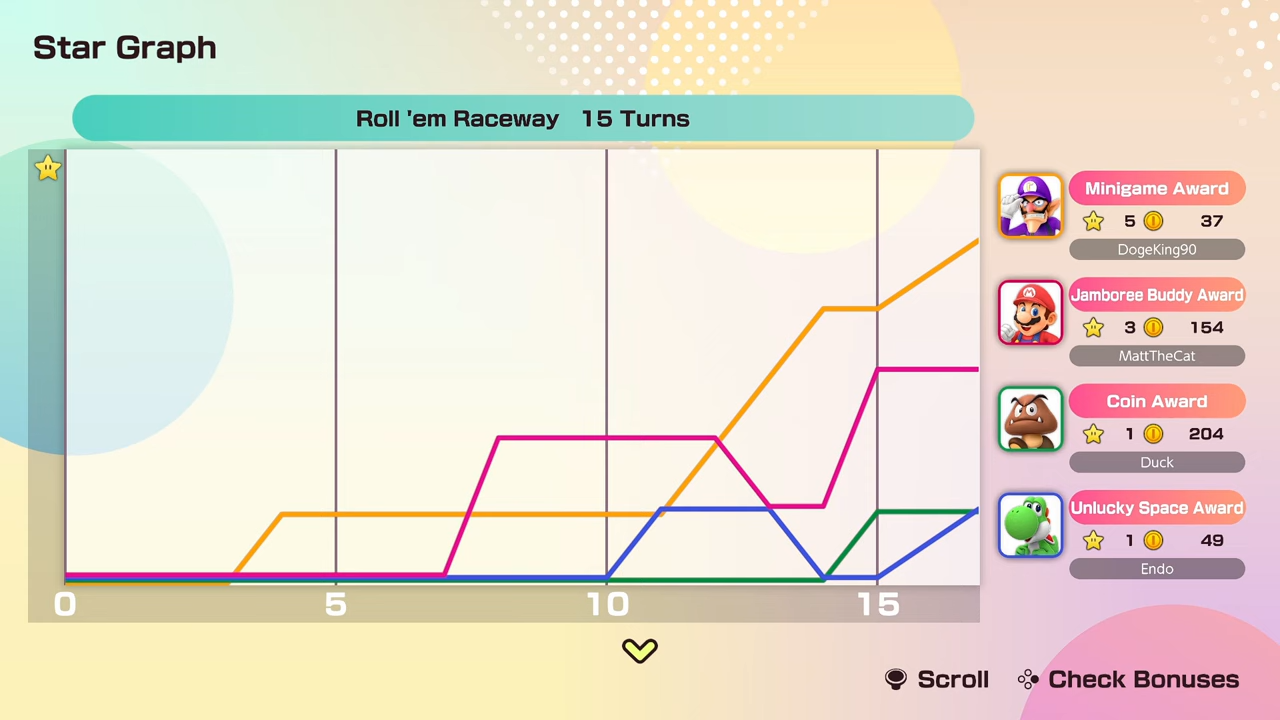 Star Graph
Roll 'em Raceway 15 Turns
Minigame Award
5 37
DogeKing90
Jamboree Buddy Award
3 154
MattTheCat
Coin Award
1 204
Duck
Unlucky Space Award
1 49
Endo
0 5 10 15
Scroll Check Bonuses